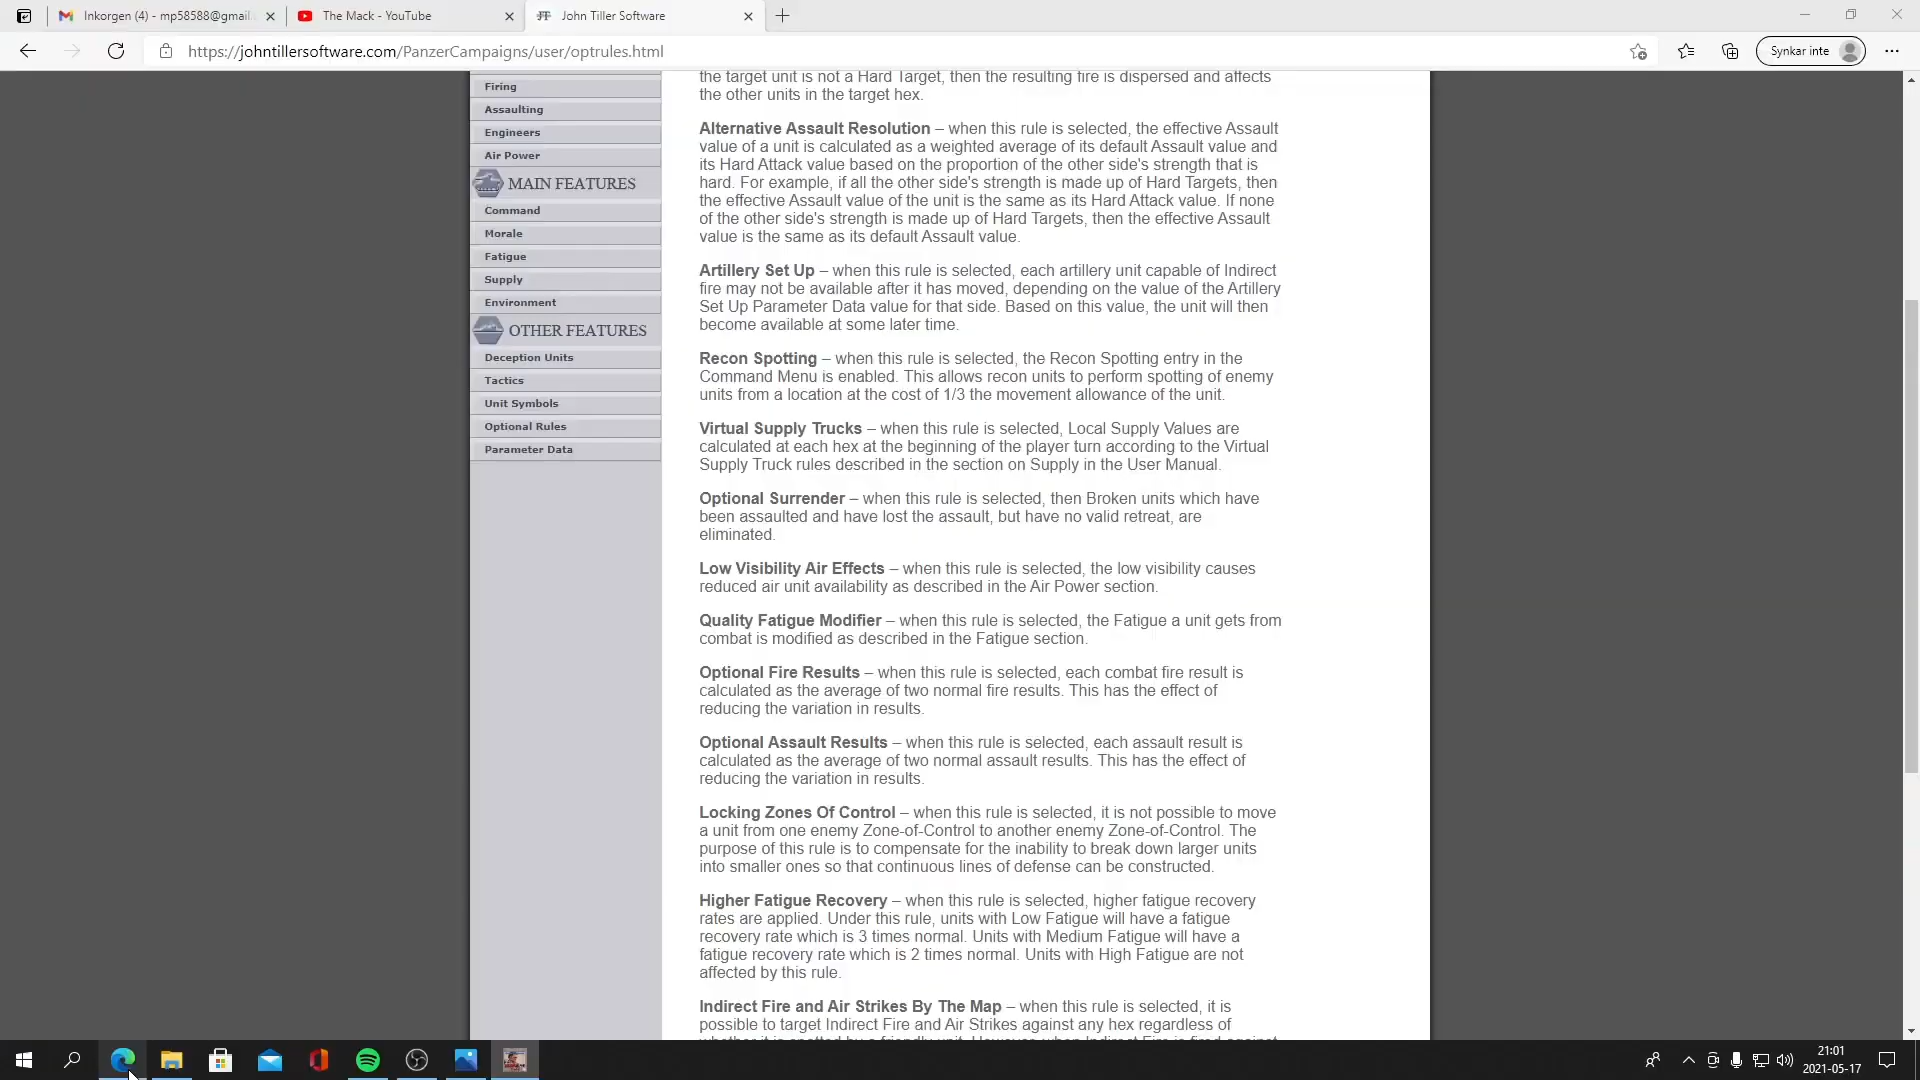 Inkorgen (4) - mp58588@gmail.
The Mack - YouTube
John Tiller Software
https://johntillersoftware.com/PanzerCampaigns/user/optrules.html
Synkar inte
Firing
Assaulting
Engineers
Air Power
MAIN FEATURES
Command
Morale
Fatigue
Supply
Environment
OTHER FEATURES
Deception Units
Tactics
Unit Symbols
Optional Rules
Parameter Data
the target unit is not a Hard Target, then the resulting fire is dispersed and affects
the other units in the target hex.
Alternative Assault Resolution – when this rule is selected, the effective Assault
value of a unit is calculated as a weighted average of its default Assault value and
its Hard Attack value based on the proportion of the other side's strength that is
hard. For example, if all the other side's strength is made up of Hard Targets, then
the effective Assault value of the unit is the same as its Hard Attack value. If none
of the other side's strength is made up of Hard Targets, then the effective Assault
value is the same as its default Assault value.
Artillery Set Up – when this rule is selected, each artillery unit capable of Indirect
fire may not be available after it has moved, depending on the value of the Artillery
Set Up Parameter Data value for that side. Based on this value, the unit will then
become available at some later time.
Recon Spotting – when this rule is selected, the Recon Spotting entry in the
Command Menu is enabled. This allows recon units to perform spotting of enemy
units from a location at the cost of 1/3 the movement allowance of the unit.
Virtual Supply Trucks – when this rule is selected, Local Supply Values are
calculated at each hex at the beginning of the player turn according to the Virtual
Supply Truck rules described in the section on Supply in the User Manual.
Optional Surrender – when this rule is selected, then Broken units which have
been assaulted and have lost the assault, but have no valid retreat, are
eliminated.
Low Visibility Air Effects – when this rule is selected, the low visibility causes
reduced air unit availability as described in the Air Power section.
Quality Fatigue Modifier – when this rule is selected, the Fatigue a unit gets from
combat is modified as described in the Fatigue section.
Optional Fire Results – when this rule is selected, each combat fire result is
calculated as the average of two normal fire results. This has the effect of
reducing the variation in results.
Optional Assault Results – when this rule is selected, each assault result is
calculated as the average of two normal assault results. This has the effect of
reducing the variation in results.
Locking Zones Of Control – when this rule is selected, it is not possible to move
a unit from one enemy Zone-of-Control to another enemy Zone-of-Control. The
purpose of this rule is to compensate for the inability to break down larger units
into smaller ones so that continuous lines of defense can be constructed.
Higher Fatigue Recovery – when this rule is selected, higher fatigue recovery
rates are applied. Under this rule, units with Low Fatigue will have a fatigue
recovery rate which is 3 times normal. Units with Medium Fatigue will have a
fatigue recovery rate which is 2 times normal. Units with High Fatigue are not
affected by this rule.
Indirect Fire and Air Strikes By The Map – when this rule is selected, it is
possible to target Indirect Fire and Air Strikes against any hex regardless of
21:01
2021-05-17